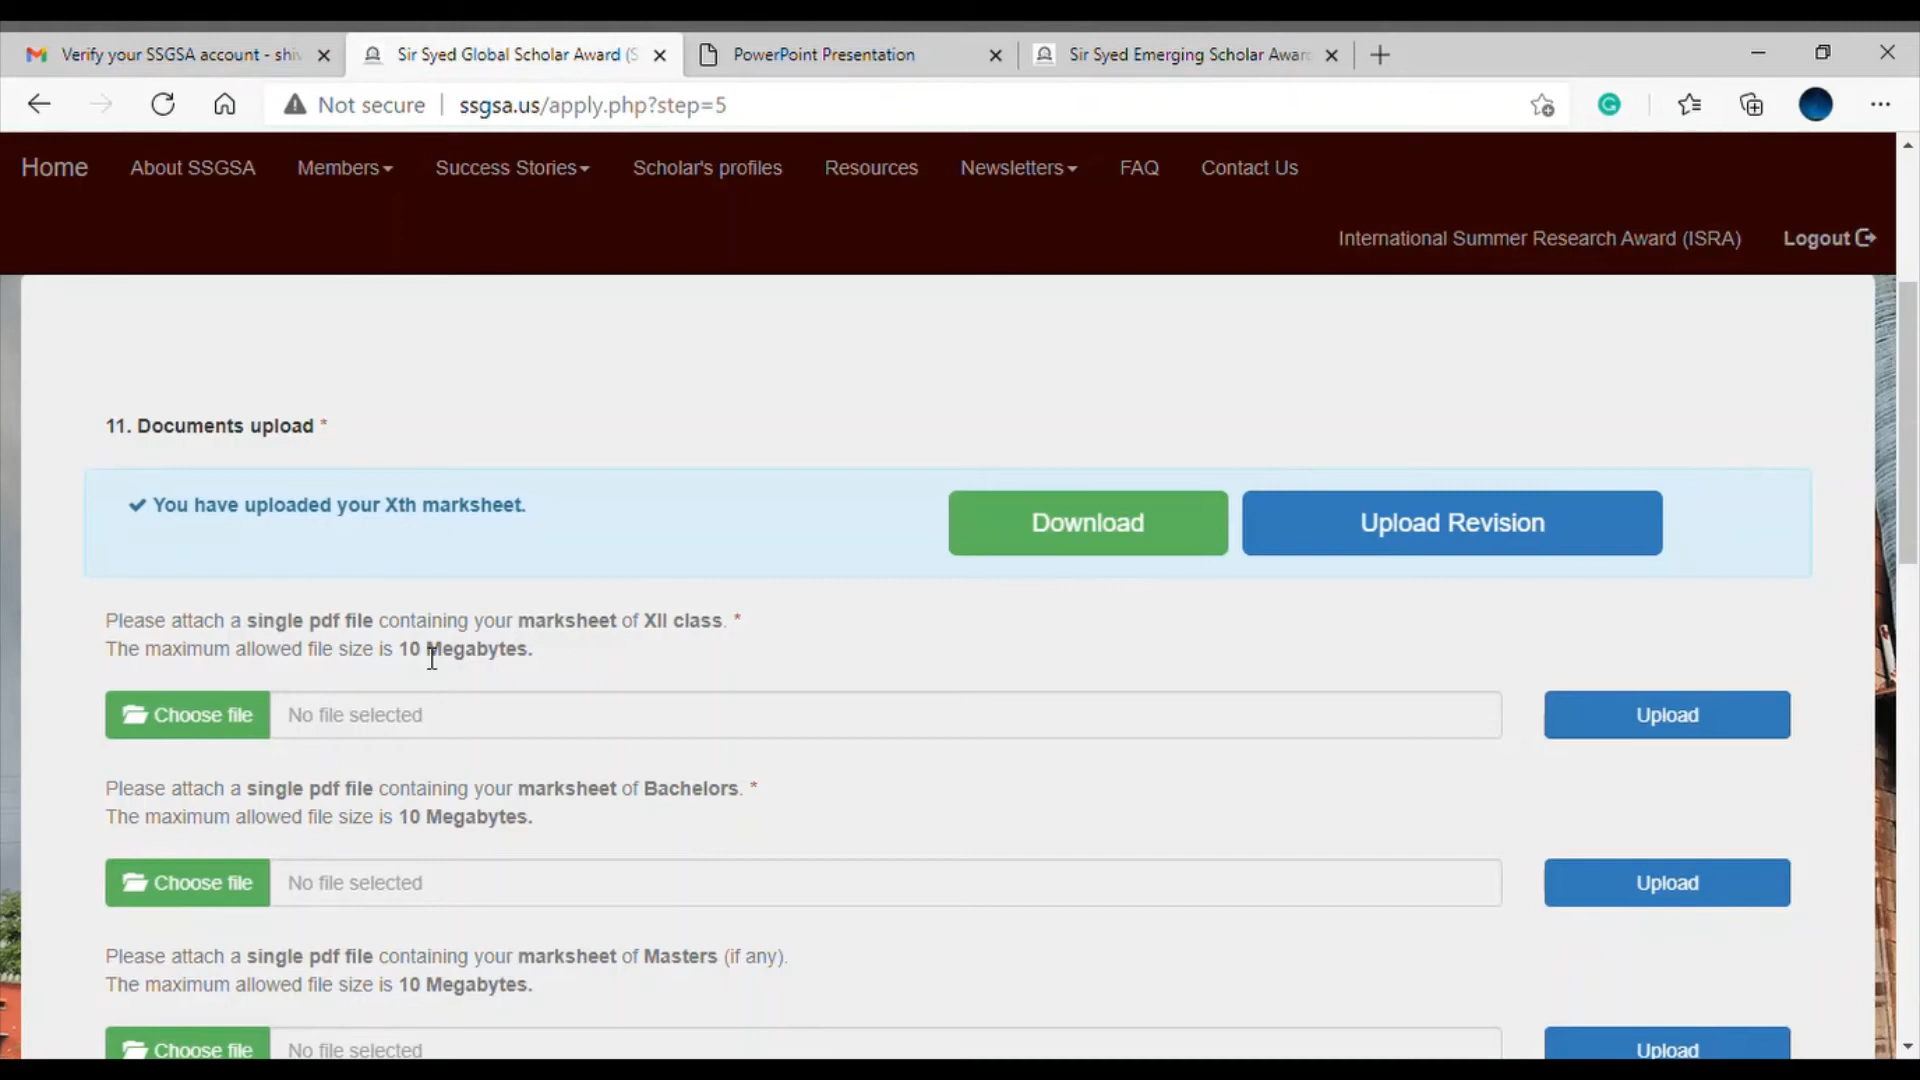 Verify your SSGSA account - shiv
Sir Syed Global Scholar Award (S
PowerPoint Presentation
Sir Syed Emerging Scholar Awar
Not secure
ssgsa.us/apply.php?step=5
Home
About SSGSA
Members
Success Stories
Scholar's profiles
Resources
Newsletters
FAQ
Contact Us
International Summer Research Award (ISRA)
Logout
11. Documents upload *
You have uploaded your Xth marksheet.
Download
Upload Revision
Please attach a single pdf file containing your marksheet of XII class. *
The maximum allowed file size is 10 Megabytes.
Choose file
No file selected
Upload
Please attach a single pdf file containing your marksheet of Bachelors. *
The maximum allowed file size is 10 Megabytes.
Choose file
No file selected
Upload
Please attach a single pdf file containing your marksheet of Masters (if any).
The maximum allowed file size is 10 Megabytes.
Choose file
No file selected
Upload